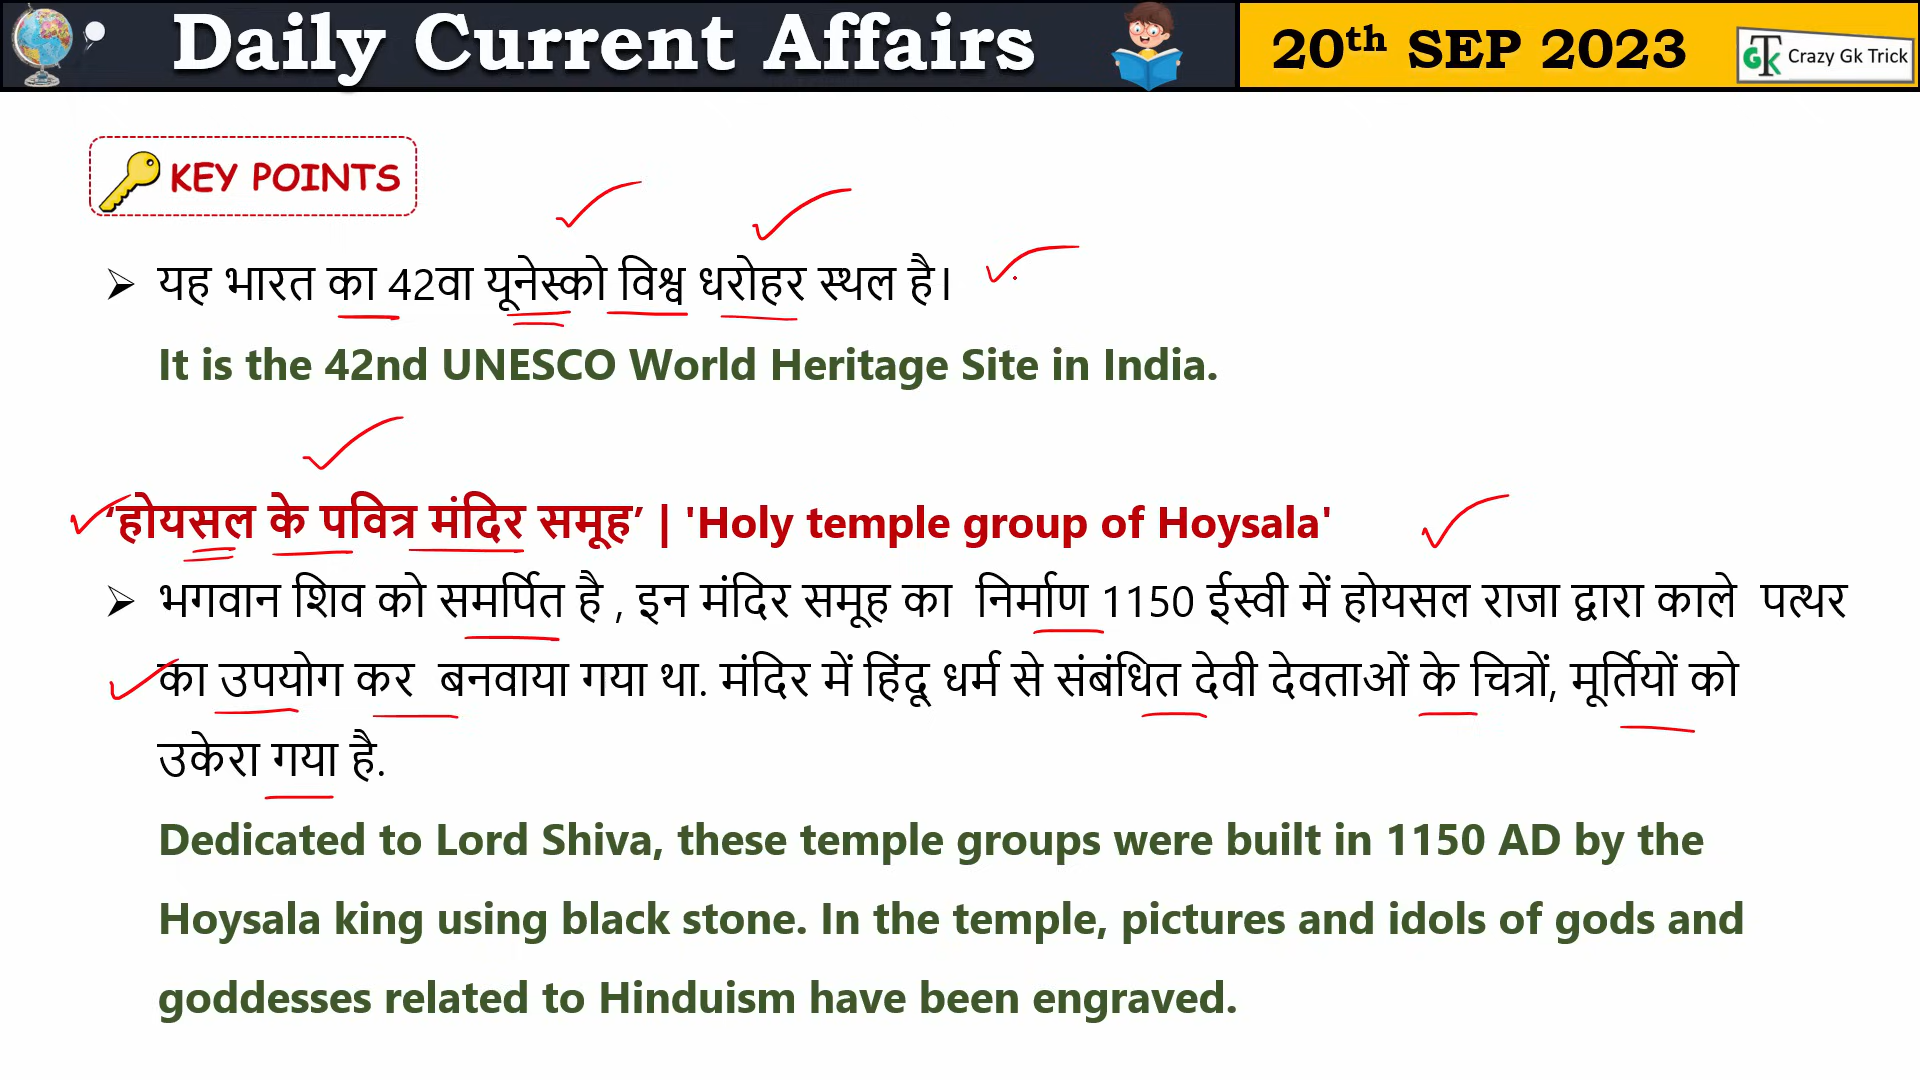 Daily Current Affairs
20th SEP 2023
GTK Crazy Gk Trick
KEY POINTS
➢ यह भारत का 42वा यूनेस्को विश्व धरोहर स्थल है।
It is the 42nd UNESCO World Heritage Site in India.
‘होयसल के पवित्र मंदिर समूह’ | 'Holy temple group of Hoysala'
➢ भगवान शिव को समर्पित है , इन मंदिर समूह का निर्माण 1150 ईस्वी में होयसल राजा द्वारा काले पत्थर
का उपयोग कर बनवाया गया था. मंदिर में हिंदू धर्म से संबंधित देवी देवताओं के चित्रों, मूर्तियों को
उकेरा गया है.
Dedicated to Lord Shiva, these temple groups were built in 1150 AD by the
Hoysala king using black stone. In the temple, pictures and idols of gods and
goddesses related to Hinduism have been engraved.